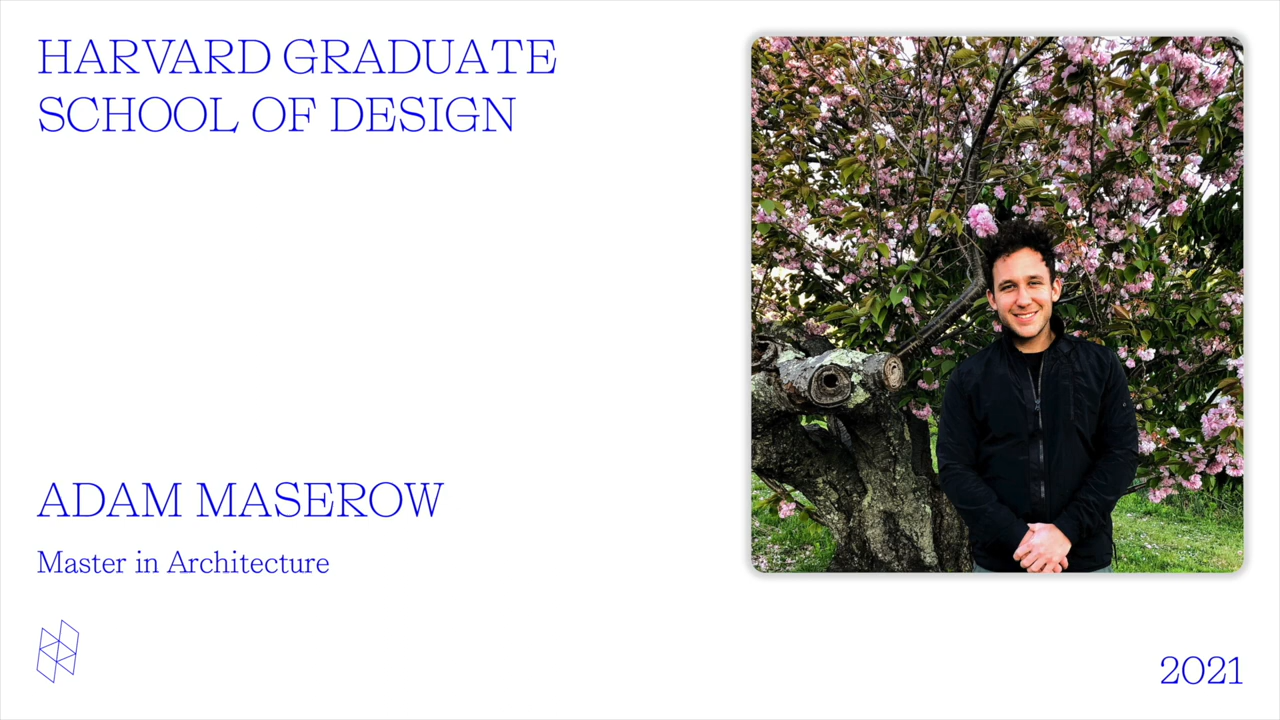 HARVARD GRADUATE
SCHOOL OF DESIGN
ADAM MASEROW
Master in Architecture
2021